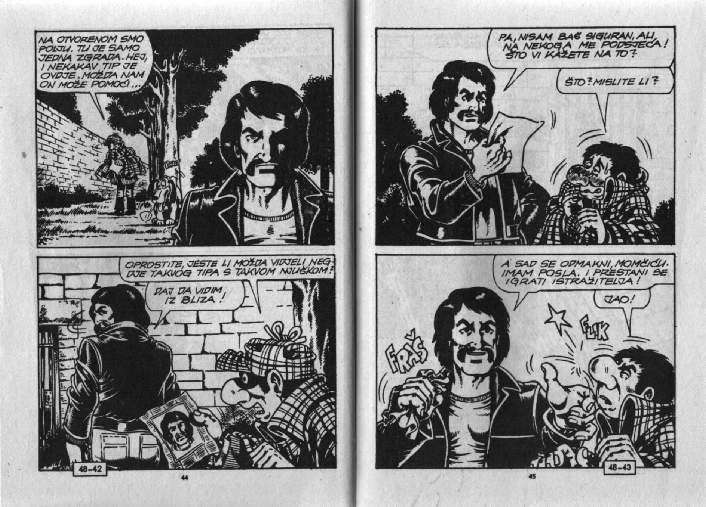 NA OTVORENOM SMO
POLJU. TU JE SAMO
JEDNA ZGRADA. HEJ,
I NEKAKAV TIP JE
OVDJE. MOŽDA NAM
ON MOŽE POMOĆI...
OPROSTITE, JESTE LI MOŽDA VIDJELI NEG-
DJE TAKVOG TIPA S TAKVOM NJUŠKOM?
DAJ DA VIDIM
IZ BLIZA!
48-42
44
PA, NISAM BAŠ SIGURAN, ALI,
NA NEKOGA ME PODSJEĆA!
ŠTO VI KAŽETE NA TO?
ŠTO? MISLITE LI?
A SAD SE ODMAKNI, MOMČIĆU.
IMAM POSLA. I PRESTANI SE
IGRATI ISTRAŽITELJA!
JAO!
FRAŠ
FLIK
48-43
45